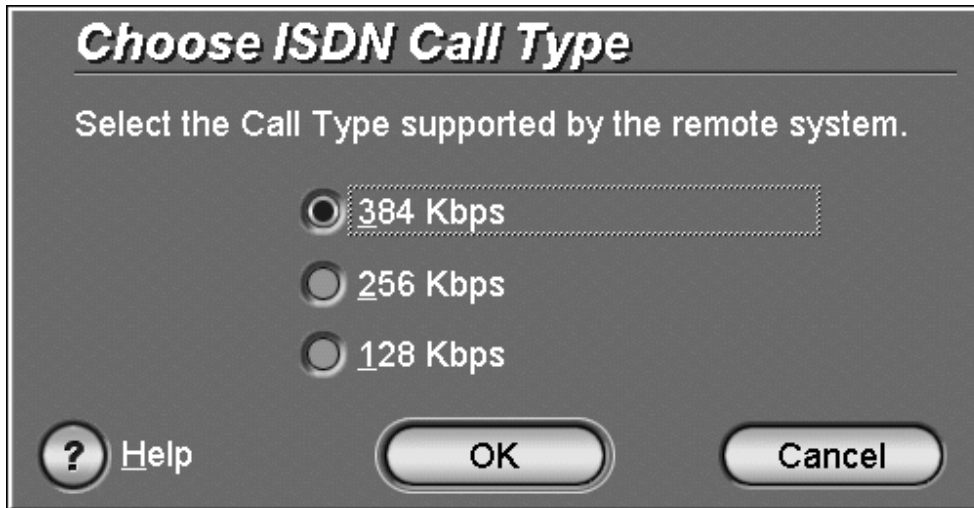 Choose ISDN Call Type
Select the Call Type supported by the remote system.
384 Kbps
256 Kbps
128 Kbps
? Help OK Cancel